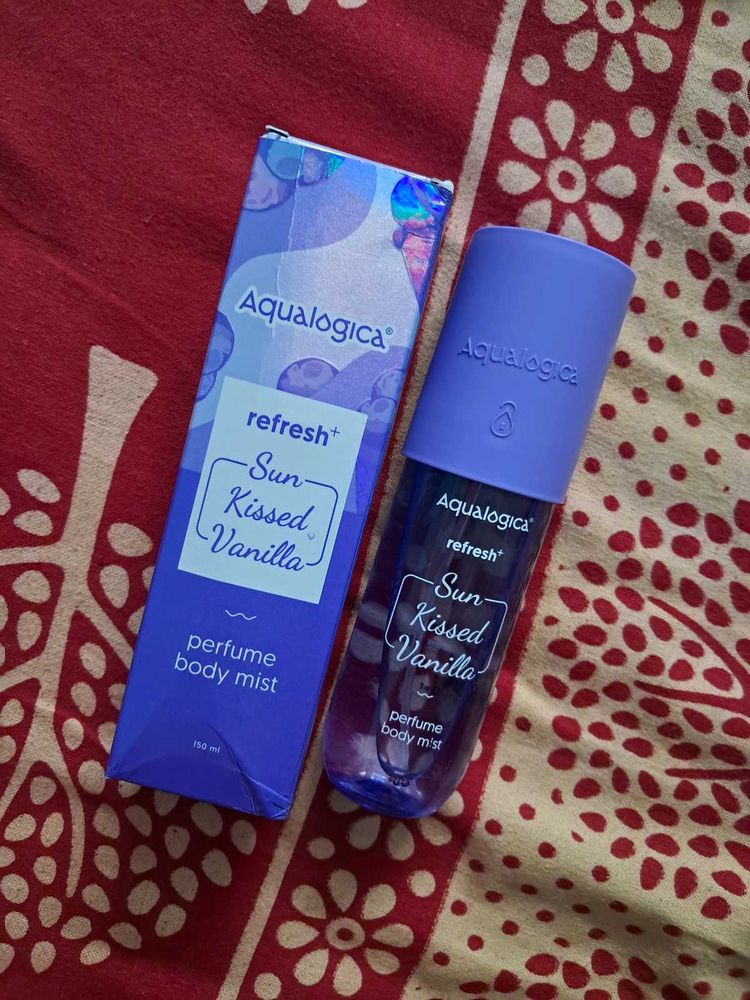 Aqualogica®
refresh+
Sun
Kissed
Vanilla
perfume
body mist
150 ml
Aqualogica
Aqualogica®
refresh+
Sun
Kissed
Vanilla
perfume
body mist